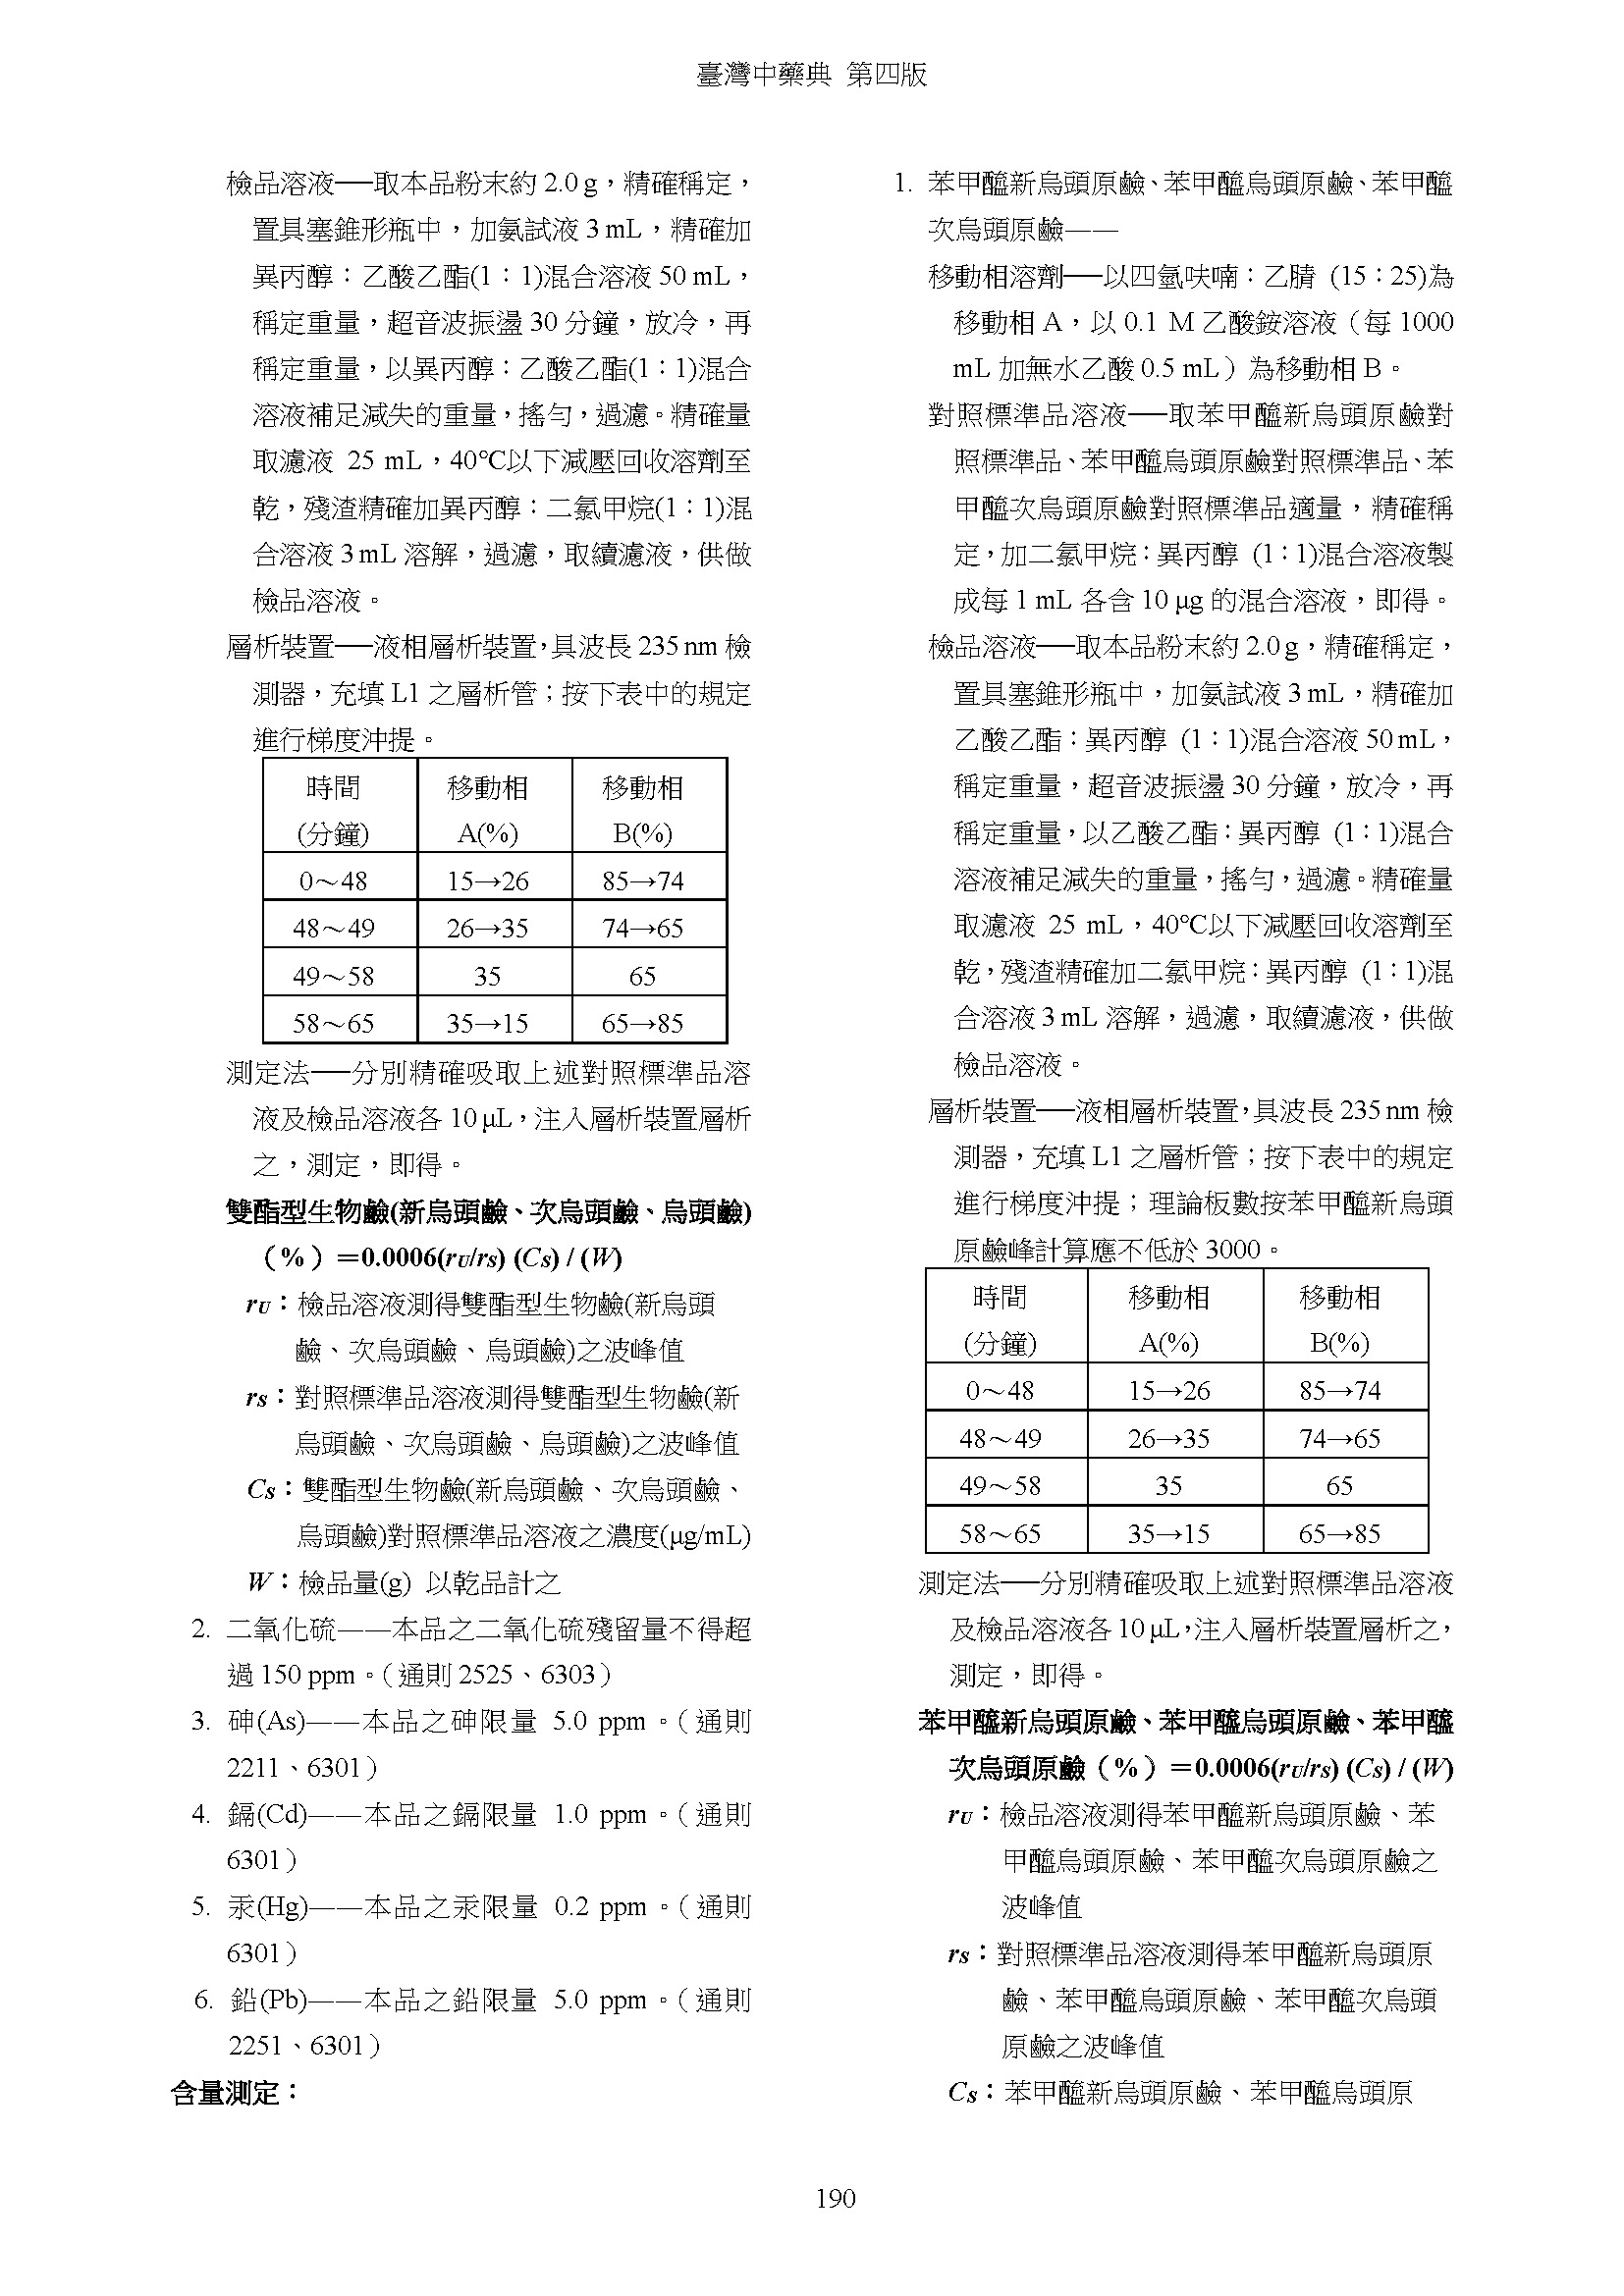 臺灣中藥典 第四版
檢品溶液──取本品粉末約 2.0 g，精確稱定，
置具塞錐形瓶中，加氨試液 3 mL，精確加
異丙醇：乙酸乙酯(1：1)混合溶液 50 mL，
稱定重量，超音波振盪 30 分鐘，放冷，再
稱定重量，以異丙醇：乙酸乙酯(1：1)混合
溶液補足減失的重量，搖勻，過濾。精確量
取濾液 25 mL，40℃以下減壓回收溶劑至
乾，殘渣精確加異丙醇：二氯甲烷(1：1)混
合溶液 3 mL 溶解，過濾，取續濾液，供做
檢品溶液。
層析裝置──液相層析裝置，具波長 235 nm 檢
測器，充填 L1 之層析管；按下表中的規定
進行梯度沖提。
時間 移動相 移動相
(分鐘) A(%) B(%)
0～48 15→26 85→74
48～49 26→35 74→65
49～58 35 65
58～65 35→15 65→85
測定法──分別精確吸取上述對照標準品溶
液及檢品溶液各 10 μL，注入層析裝置層析
之，測定，即得。
雙酯型生物鹼(新烏頭鹼、次烏頭鹼、烏頭鹼)
（%）＝0.0006(rU/rS) (CS) / (W)
rU：檢品溶液測得雙酯型生物鹼(新烏頭
鹼、次烏頭鹼、烏頭鹼)之波峰值
rS：對照標準品溶液測得雙酯型生物鹼(新
烏頭鹼、次烏頭鹼、烏頭鹼)之波峰值
CS：雙酯型生物鹼(新烏頭鹼、次烏頭鹼、
烏頭鹼)對照標準品溶液之濃度(μg/mL)
W：檢品量(g) 以乾品計之
2. 二氧化硫——本品之二氧化硫殘留量不得超
過 150 ppm。（通則 2525、6303）
3. 砷(As)——本品之砷限量 5.0 ppm。（通則
2211、6301）
4. 鎘(Cd)——本品之鎘限量 1.0 ppm。（通則
6301）
5. 汞(Hg)——本品之汞限量 0.2 ppm。（通則
6301）
6. 鉛(Pb)——本品之鉛限量 5.0 ppm。（通則
2251、6301）
含量測定：
1. 苯甲醯新烏頭原鹼、苯甲醯烏頭原鹼、苯甲醯
次烏頭原鹼——
移動相溶劑──以四氫呋喃：乙腈 (15：25)為
移動相 A，以 0.1 M 乙酸銨溶液（每 1000
mL 加無水乙酸 0.5 mL）為移動相 B。
對照標準品溶液──取苯甲醯新烏頭原鹼對
照標準品、苯甲醯烏頭原鹼對照標準品、苯
甲醯次烏頭原鹼對照標準品適量，精確稱
定，加二氯甲烷：異丙醇 (1：1)混合溶液製
成每 1 mL 各含 10 μg 的混合溶液，即得。
檢品溶液──取本品粉末約 2.0 g，精確稱定，
置具塞錐形瓶中，加氨試液 3 mL，精確加
乙酸乙酯：異丙醇 (1：1)混合溶液 50 mL，
稱定重量，超音波振盪 30 分鐘，放冷，再
稱定重量，以乙酸乙酯：異丙醇 (1：1)混合
溶液補足減失的重量，搖勻，過濾。精確量
取濾液 25 mL，40℃以下減壓回收溶劑至
乾，殘渣精確加二氯甲烷：異丙醇 (1：1)混
合溶液 3 mL 溶解，過濾，取續濾液，供做
檢品溶液。
層析裝置──液相層析裝置，具波長 235 nm 檢
測器，充填 L1 之層析管；按下表中的規定
進行梯度沖提；理論板數按苯甲醯新烏頭
原鹼峰計算應不低於 3000。
時間 移動相 移動相
(分鐘) A(%) B(%)
0～48 15→26 85→74
48～49 26→35 74→65
49～58 35 65
58～65 35→15 65→85
測定法──分別精確吸取上述對照標準品溶液
及檢品溶液各 10 μL，注入層析裝置層析之，
測定，即得。
苯甲醯新烏頭原鹼、苯甲醯烏頭原鹼、苯甲醯
次烏頭原鹼（%）＝0.0006(rU/rS) (CS) / (W)
rU：檢品溶液測得苯甲醯新烏頭原鹼、苯
甲醯烏頭原鹼、苯甲醯次烏頭原鹼之
波峰值
rS：對照標準品溶液測得苯甲醯新烏頭原
鹼、苯甲醯烏頭原鹼、苯甲醯次烏頭
原鹼之波峰值
CS：苯甲醯新烏頭原鹼、苯甲醯烏頭原
190